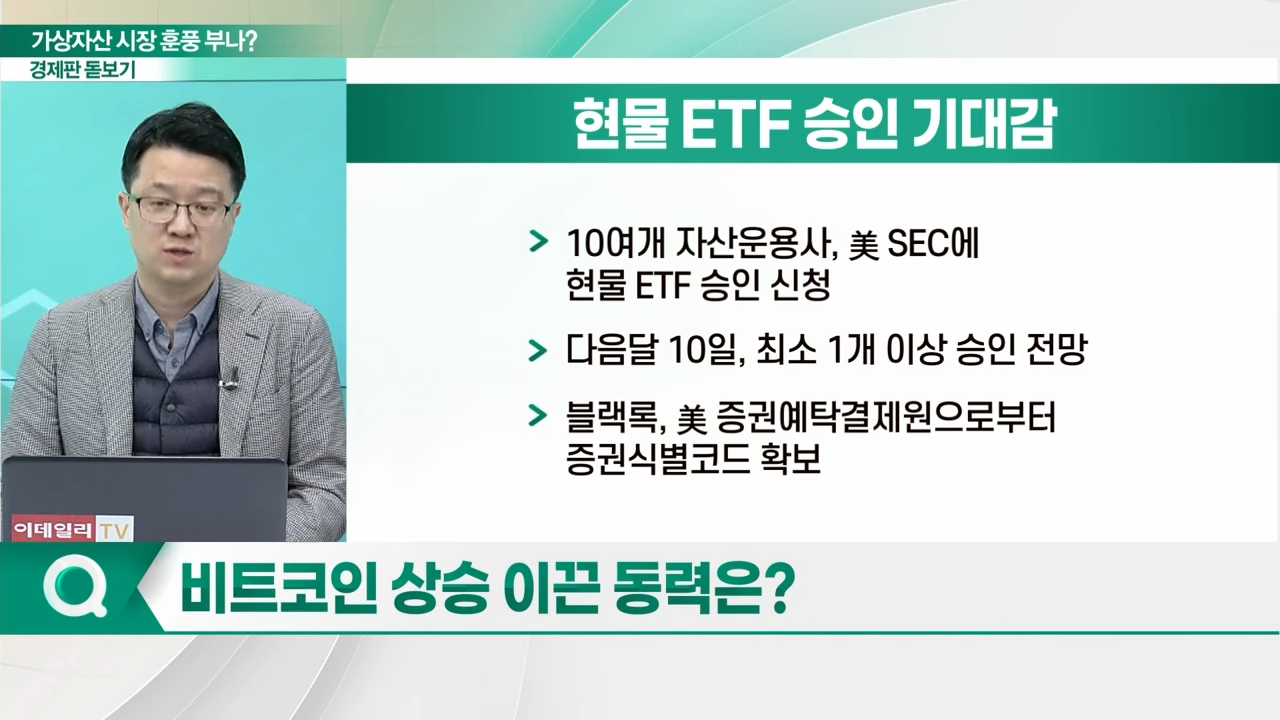 가상자산 시장 훈풍 부나?
경제판 돋보기
현물 ETF 승인 기대감
> 10여개 자산운용사, 美 SEC에
현물 ETF 승인 신청
> 다음달 10일, 최소 1개 이상 승인 전망
> 블랙록, 美 증권예탁결제원으로부터
증권식별코드 확보
이데일리 TV
Q 비트코인 상승 이끈 동력은?